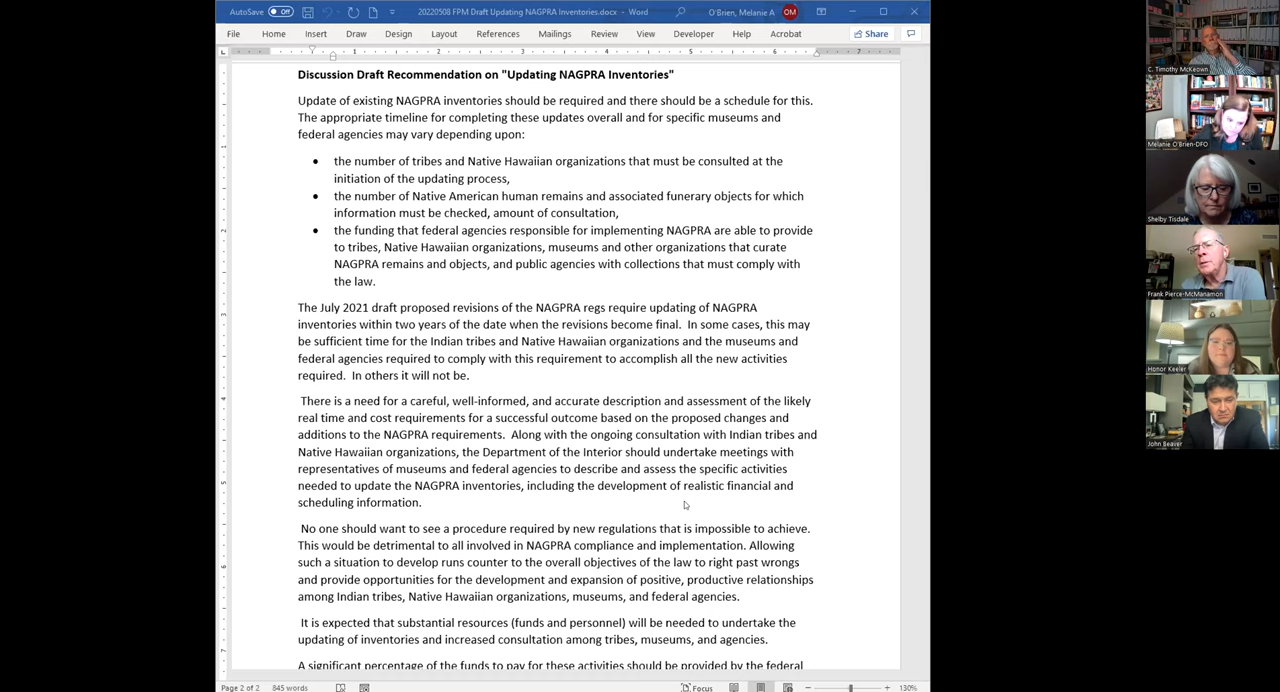 AutoSave Off 20220508 FPM Draft Updating NAGPRA Inventories.docx - Word O'Brien, Melanie A OM
File Home Insert Draw Design Layout References Mailings Review View Developer Help Acrobat Share
1 2 3 4 5 6 7
Discussion Draft Recommendation on "Updating NAGPRA Inventories"
Update of existing NAGPRA inventories should be required and there should be a schedule for this.
The appropriate timeline for completing these updates overall and for specific museums and
federal agencies may vary depending upon:
• the number of tribes and Native Hawaiian organizations that must be consulted at the
initiation of the updating process,
• the number of Native American human remains and associated funerary objects for which
information must be checked, amount of consultation,
• the funding that federal agencies responsible for implementing NAGPRA are able to provide
to tribes, Native Hawaiian organizations, museums and other organizations that curate
NAGPRA remains and objects, and public agencies with collections that must comply with
the law.
The July 2021 draft proposed revisions of the NAGPRA regs require updating of NAGPRA
inventories within two years of the date when the revisions become final. In some cases, this may
be sufficient time for the Indian tribes and Native Hawaiian organizations and the museums and
federal agencies required to comply with this requirement to accomplish all the new activities
required. In others it will not be.
There is a need for a careful, well-informed, and accurate description and assessment of the likely
real time and cost requirements for a successful outcome based on the proposed changes and
additions to the NAGPRA requirements. Along with the ongoing consultation with Indian tribes and
Native Hawaiian organizations, the Department of the Interior should undertake meetings with
representatives of museums and federal agencies to describe and assess the specific activities
needed to update the NAGPRA inventories, including the development of realistic financial and
scheduling information.
No one should want to see a procedure required by new regulations that is impossible to achieve.
This would be detrimental to all involved in NAGPRA compliance and implementation. Allowing
such a situation to develop runs counter to the overall objectives of the law to right past wrongs
and provide opportunities for the development and expansion of positive, productive relationships
among Indian tribes, Native Hawaiian organizations, museums, and federal agencies.
It is expected that substantial resources (funds and personnel) will be needed to undertake the
updating of inventories and increased consultation among tribes, museums, and agencies.
A significant percentage of the funds to pay for these activities should be provided by the federal
Page 2 of 2 845 words Focus 130%
C. Timothy McKeown
Melanie O'Brien-DFO
Shelby Tisdale
Frank Pierce-McManamon
Honor Keeler
John Beaver